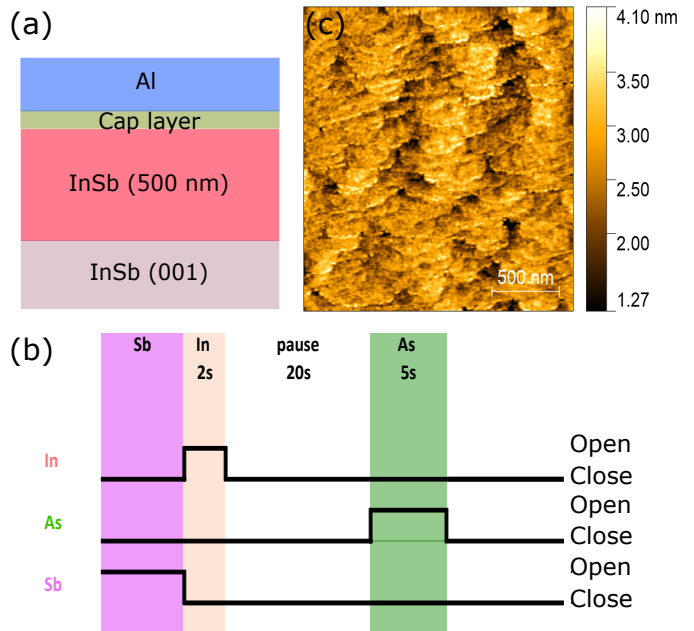 (a)
Al
Cap layer
InSb (500 nm)
InSb (001)
(c)
500 nm
4.10 nm
3.50
3.00
2.50
2.00
1.27
(b)
Sb
In
2s
pause
20s
As
5s
In
Open
Close
As
Open
Close
Sb
Open
Close